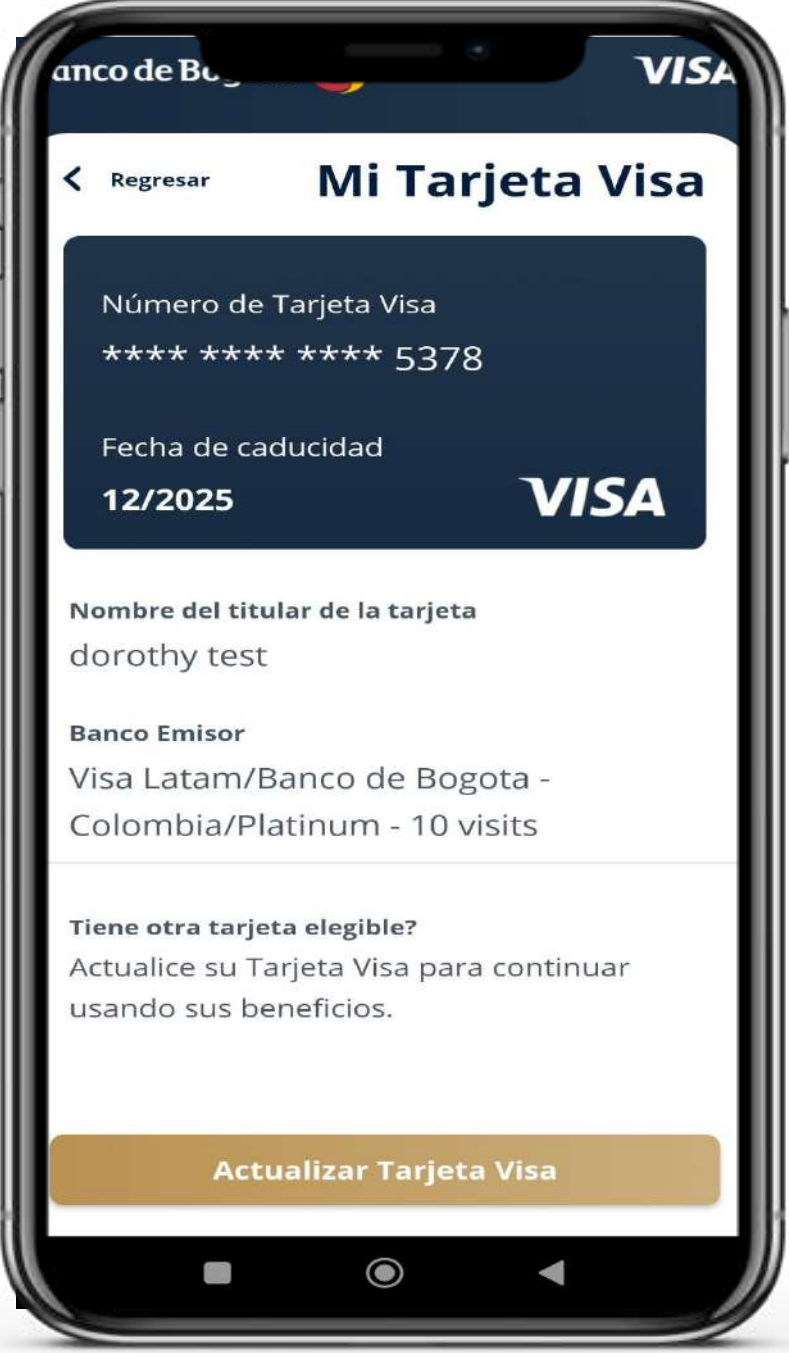 anco de Bog
VISA
Regresar
Mi Tarjeta Visa
Número de Tarjeta Visa
**** **** **** 5378
Fecha de caducidad
12/2025
VISA
Nombre del titular de la tarjeta
dorothy test
Banco Emisor
Visa Latam/Banco de Bogota -
Colombia/Platinum - 10 visits
Tiene otra tarjeta elegible?
Actualice su Tarjeta Visa para continuar
usando sus beneficios.
Actualizar Tarjeta Visa